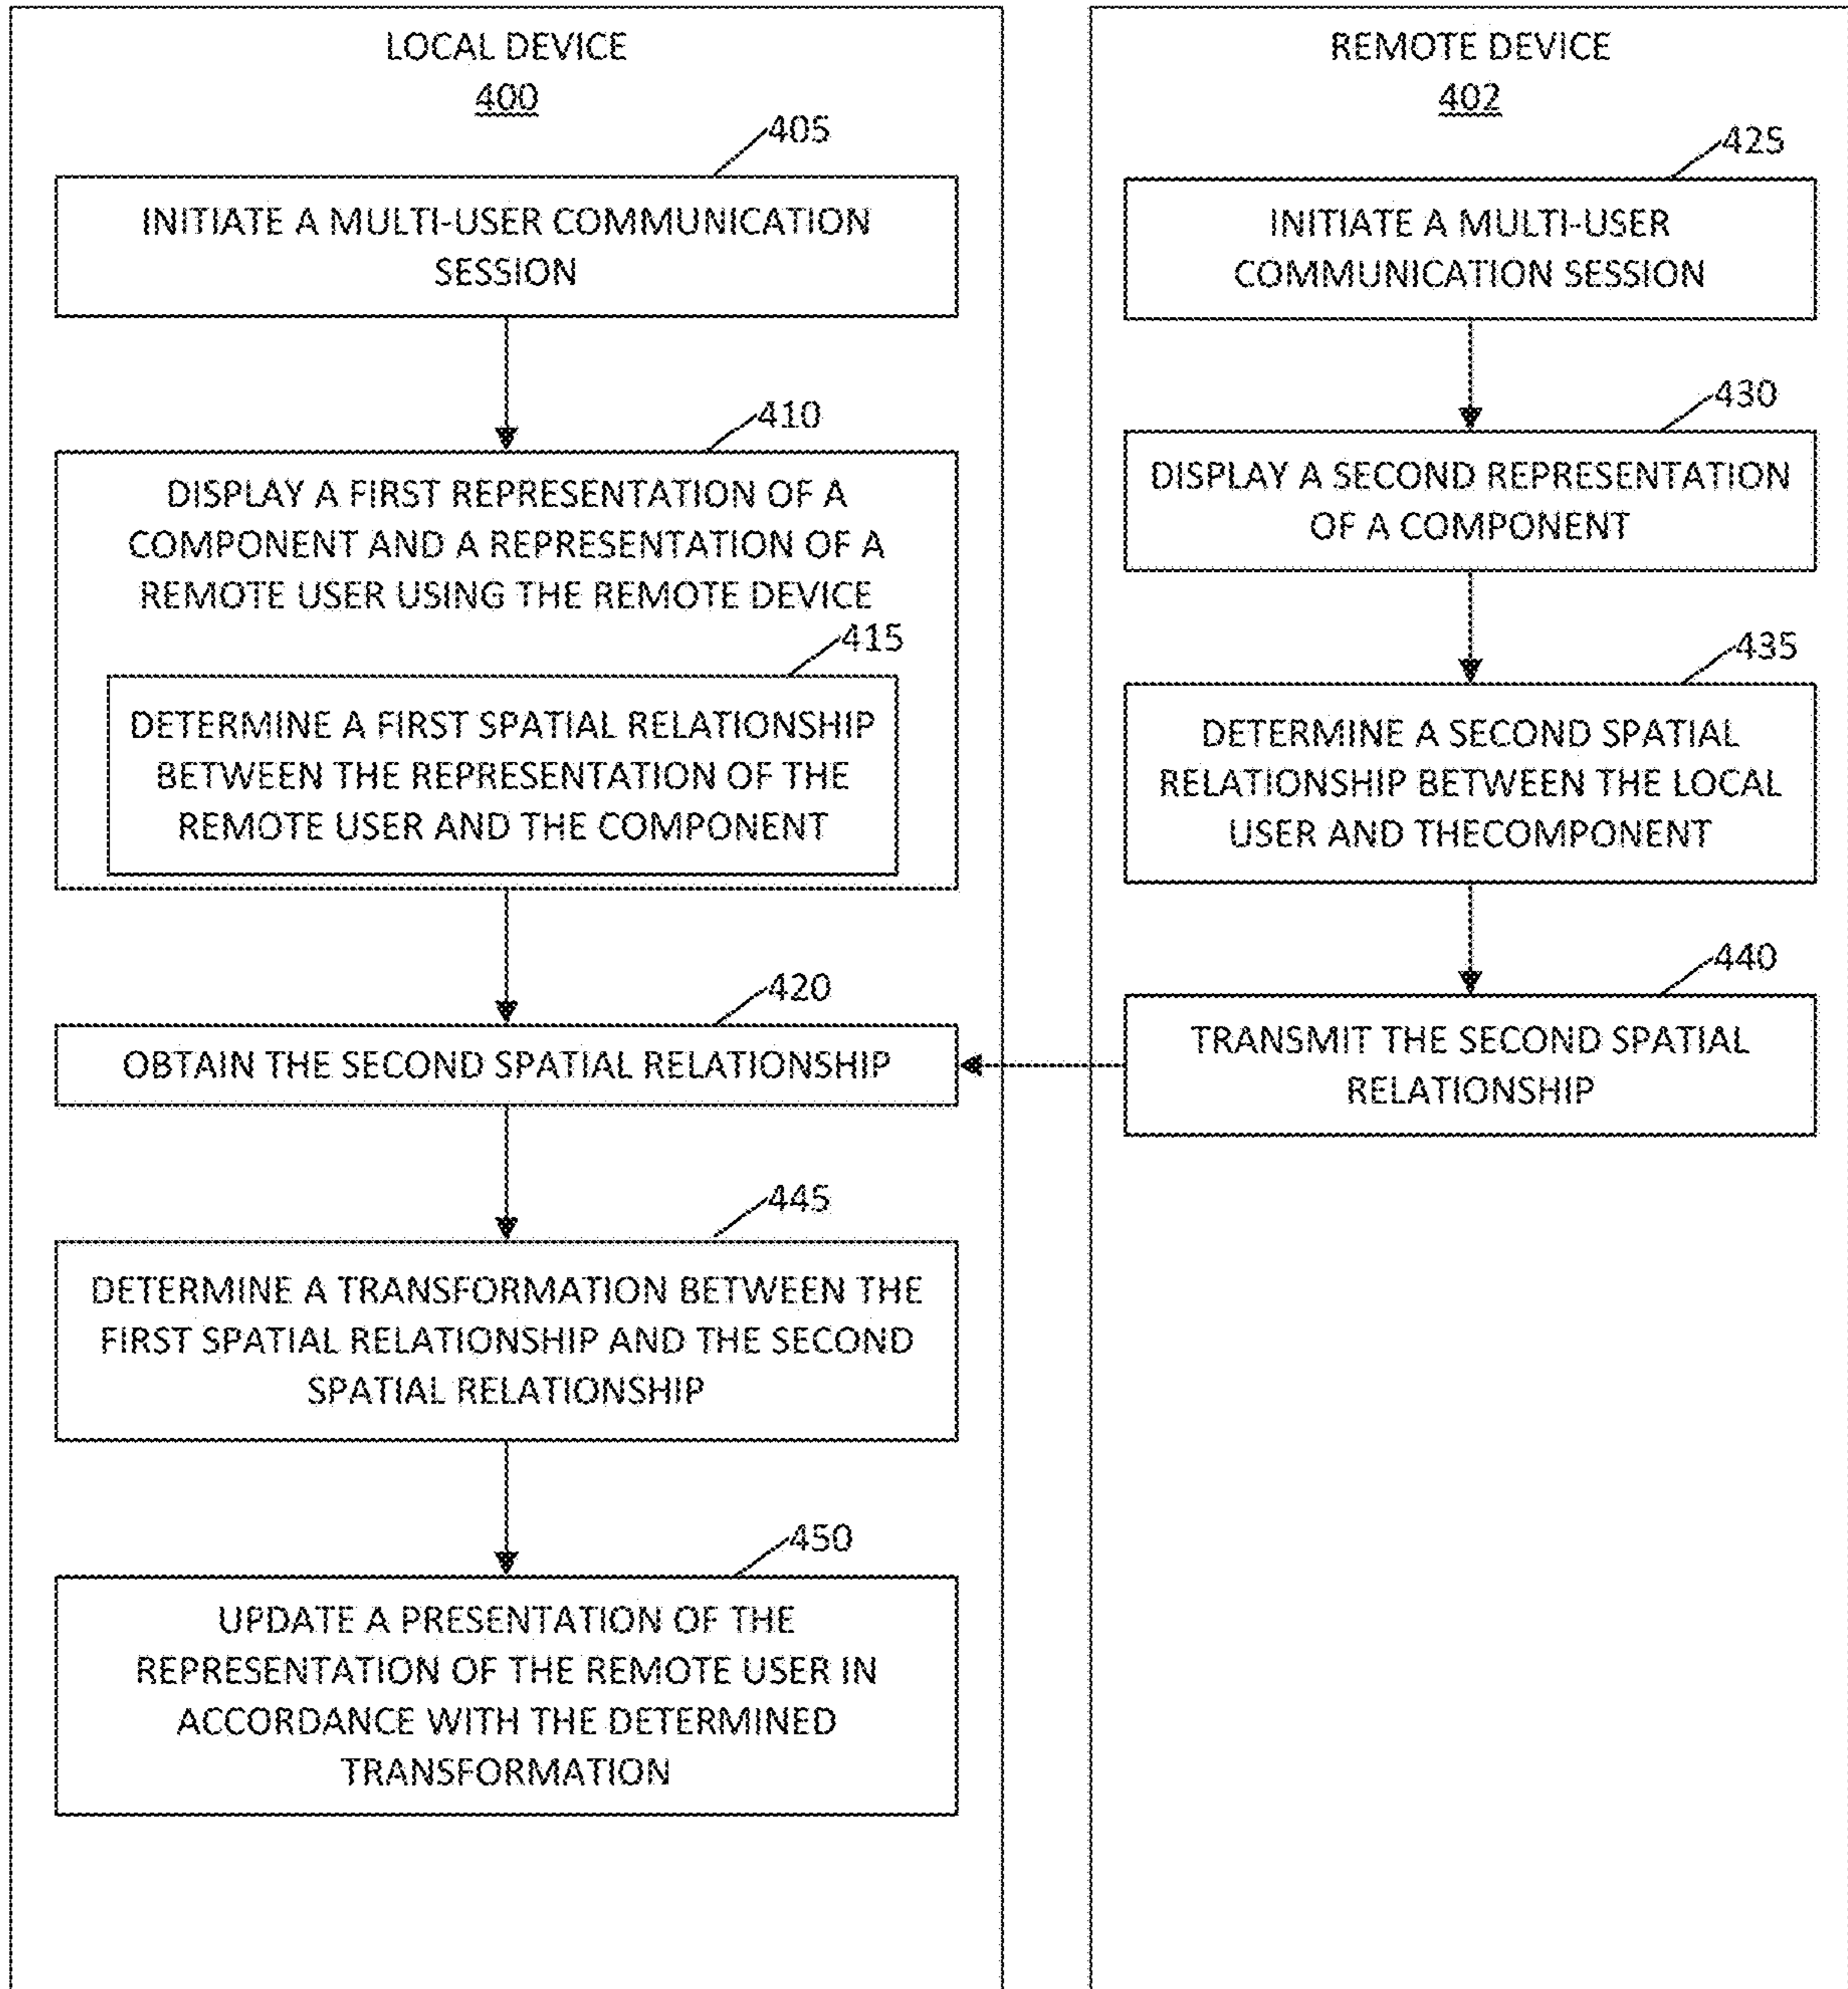 LOCAL DEVICE
400
405
INITIATE A MULTI-USER COMMUNICATION
SESSION
410
DISPLAY A FIRST REPRESENTATION OF A
COMPONENT AND A REPRESENTATION OF A
REMOTE USER USING THE REMOTE DEVICE
415
DETERMINE A FIRST SPATIAL RELATIONSHIP
BETWEEN THE REPRESENTATION OF THE
REMOTE USER AND THE COMPONENT
420
OBTAIN THE SECOND SPATIAL RELATIONSHIP
445
DETERMINE A TRANSFORMATION BETWEEN THE
FIRST SPATIAL RELATIONSHIP AND THE SECOND
SPATIAL RELATIONSHIP
450
UPDATE A PRESENTATION OF THE
REPRESENTATION OF THE REMOTE USER IN
ACCORDANCE WITH THE DETERMINED
TRANSFORMATION
REMOTE DEVICE
402
425
INITIATE A MULTI-USER
COMMUNICATION SESSION
430
DISPLAY A SECOND REPRESENTATION
OF A COMPONENT
435
DETERMINE A SECOND SPATIAL
RELATIONSHIP BETWEEN THE LOCAL
USER AND THECOMPONENT
440
TRANSMIT THE SECOND SPATIAL
RELATIONSHIP